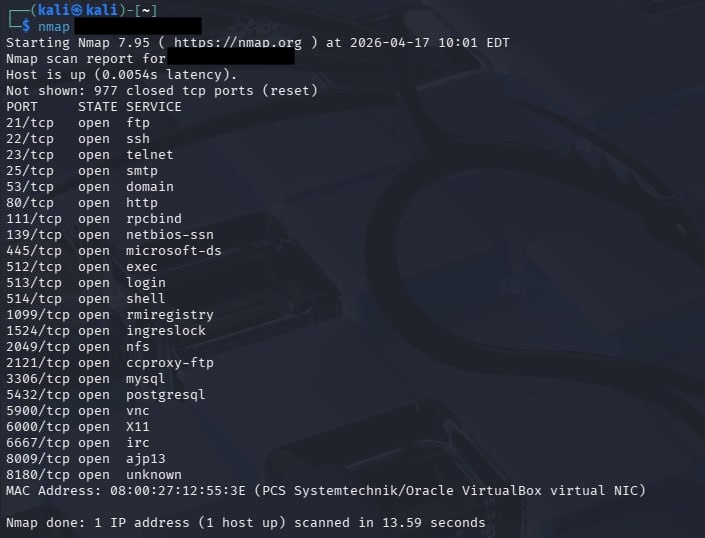 ┌──(kali㉿kali)-[~]
└─$ nmap
Starting Nmap 7.95 ( https://nmap.org ) at 2026-04-17 10:01 EDT
Nmap scan report for
Host is up (0.0054s latency).
Not shown: 977 closed tcp ports (reset)
PORT     STATE SERVICE
21/tcp   open  ftp
22/tcp   open  ssh
23/tcp   open  telnet
25/tcp   open  smtp
53/tcp   open  domain
80/tcp   open  http
111/tcp  open  rpcbind
139/tcp  open  netbios-ssn
445/tcp  open  microsoft-ds
512/tcp  open  exec
513/tcp  open  login
514/tcp  open  shell
1099/tcp open  rmiregistry
1524/tcp open  ingreslock
2049/tcp open  nfs
2121/tcp open  ccproxy-ftp
3306/tcp open  mysql
5432/tcp open  postgresql
5900/tcp open  vnc
6000/tcp open  X11
6667/tcp open  irc
8009/tcp open  ajp13
8180/tcp open  unknown
MAC Address: 08:00:27:12:55:3E (PCS Systemtechnik/Oracle VirtualBox virtual NIC)
Nmap done: 1 IP address (1 host up) scanned in 13.59 seconds